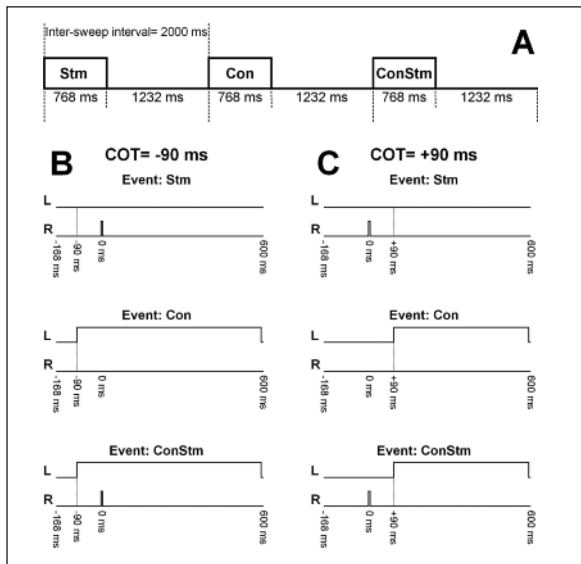 Inter-sweep interval= 2000 ms
A
Stm Con ConStm
768 ms 1232 ms 768 ms 1232 ms 768 ms 1232 ms
B COT= -90 ms
Event: Stm
L
R
-168 ms -90 ms 0 ms 600 ms
Event: Con
L
R
-168 ms -90 ms 0 ms 600 ms
Event: ConStm
L
R
-168 ms -90 ms 0 ms 600 ms
C COT= +90 ms
Event: Stm
L
R
-168 ms 0 ms +90 ms 600 ms
Event: Con
L
R
-168 ms 0 ms +90 ms 600 ms
Event: ConStm
L
R
-168 ms 0 ms +90 ms 600 ms